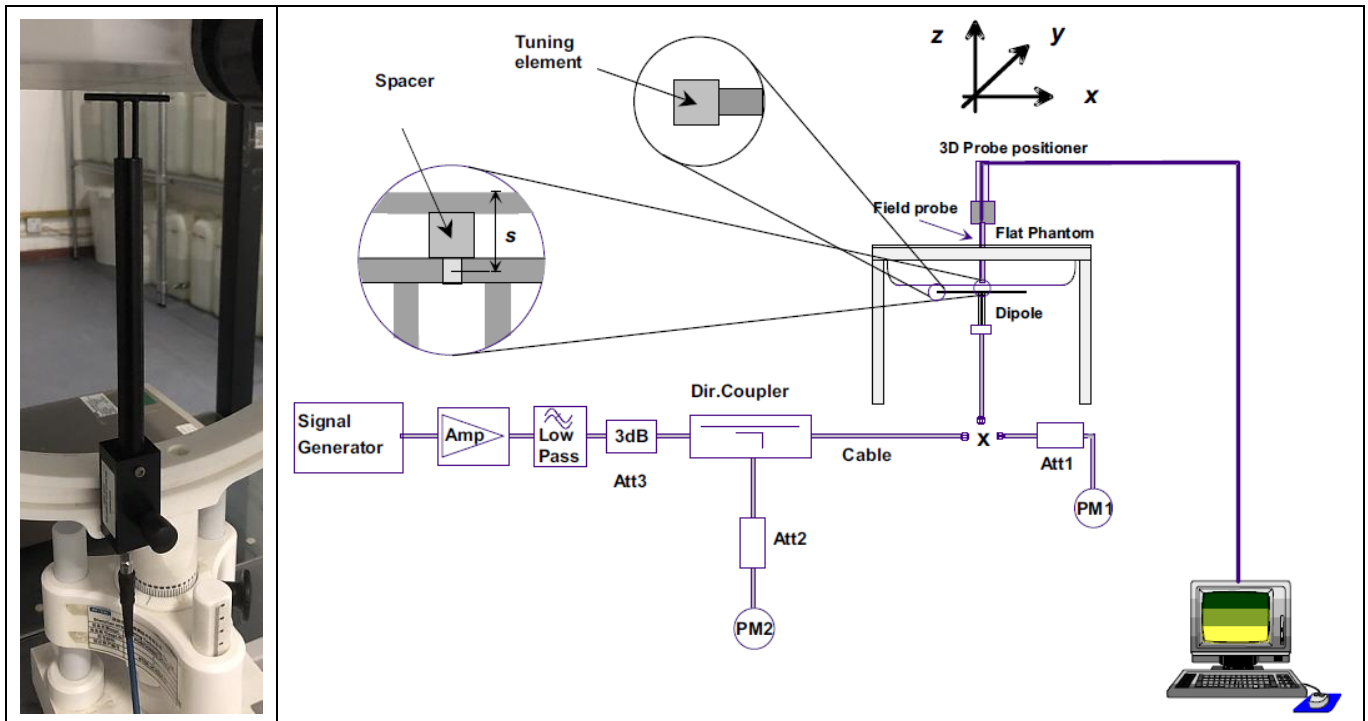 Tuning
element
Spacer
z
y
x
3D Probe positioner
Field probe
Flat Phantom
s
Dipole
Dir.Coupler
Signal
Generator
Amp
Low
Pass
3dB
Att3
Cable
x
Att1
PM1
Att2
PM2